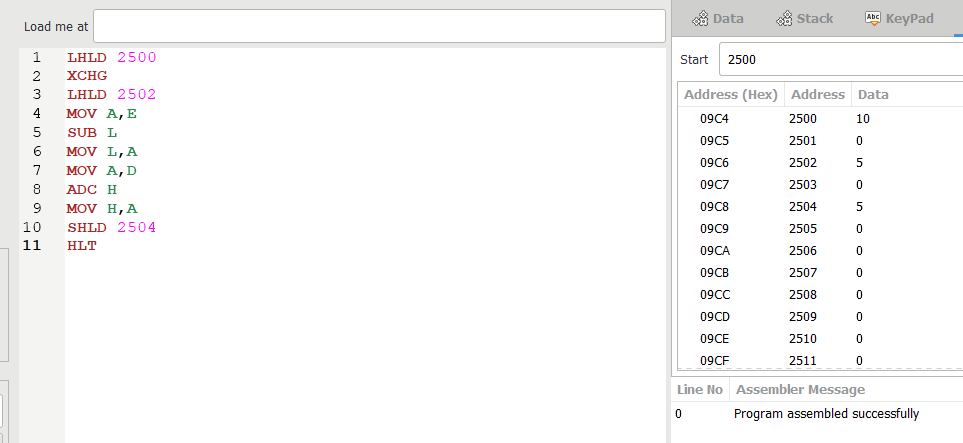 Load me at
1 LHLD 2500
2 XCHG
3 LHLD 2502
4 MOV A,E
5 SUB L
6 MOV L,A
7 MOV A,D
8 ADC H
9 MOV H,A
10 SHLD 2504
11 HLT
Data Stack Abc KeyPad
Start 2500
Address (Hex) Address Data
09C4 2500 10
09C5 2501 0
09C6 2502 5
09C7 2503 0
09C8 2504 5
09C9 2505 0
09CA 2506 0
09CB 2507 0
09CC 2508 0
09CD 2509 0
09CE 2510 0
09CF 2511 0
Line No Assembler Message
0 Program assembled successfully